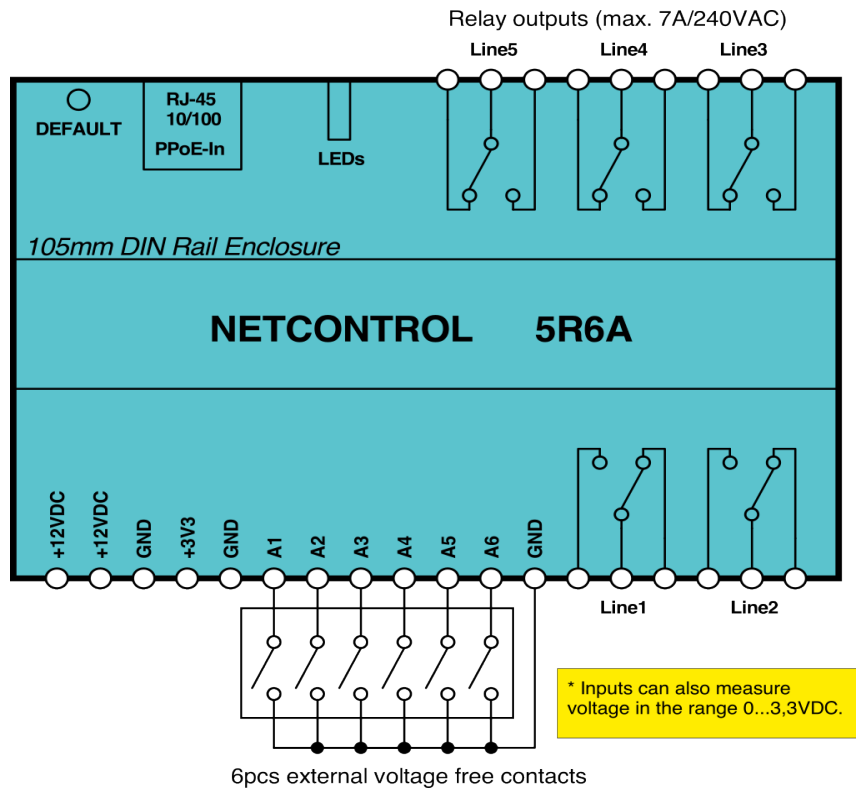 Relay outputs (max. 7A/240VAC)
Line5 Line4 Line3
DEFAULT
RJ-45
10/100
PPoE-In
LEDs
105mm DIN Rail Enclosure
NETCONTROL 5R6A
+12VDC +12VDC GND +3V3 GND A1 A2 A3 A4 A5 A6 GND
Line1 Line2
* Inputs can also measure
voltage in the range 0...3,3VDC.
6pcs external voltage free contacts